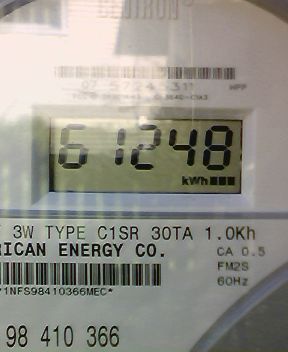 61248
kWh
3W TYPE C1SR 30TA 1.0Kh
RICAN ENERGY CO.
CA 0.5
FM2S
60Hz
*1NFS98410366MEC*
98 410 366